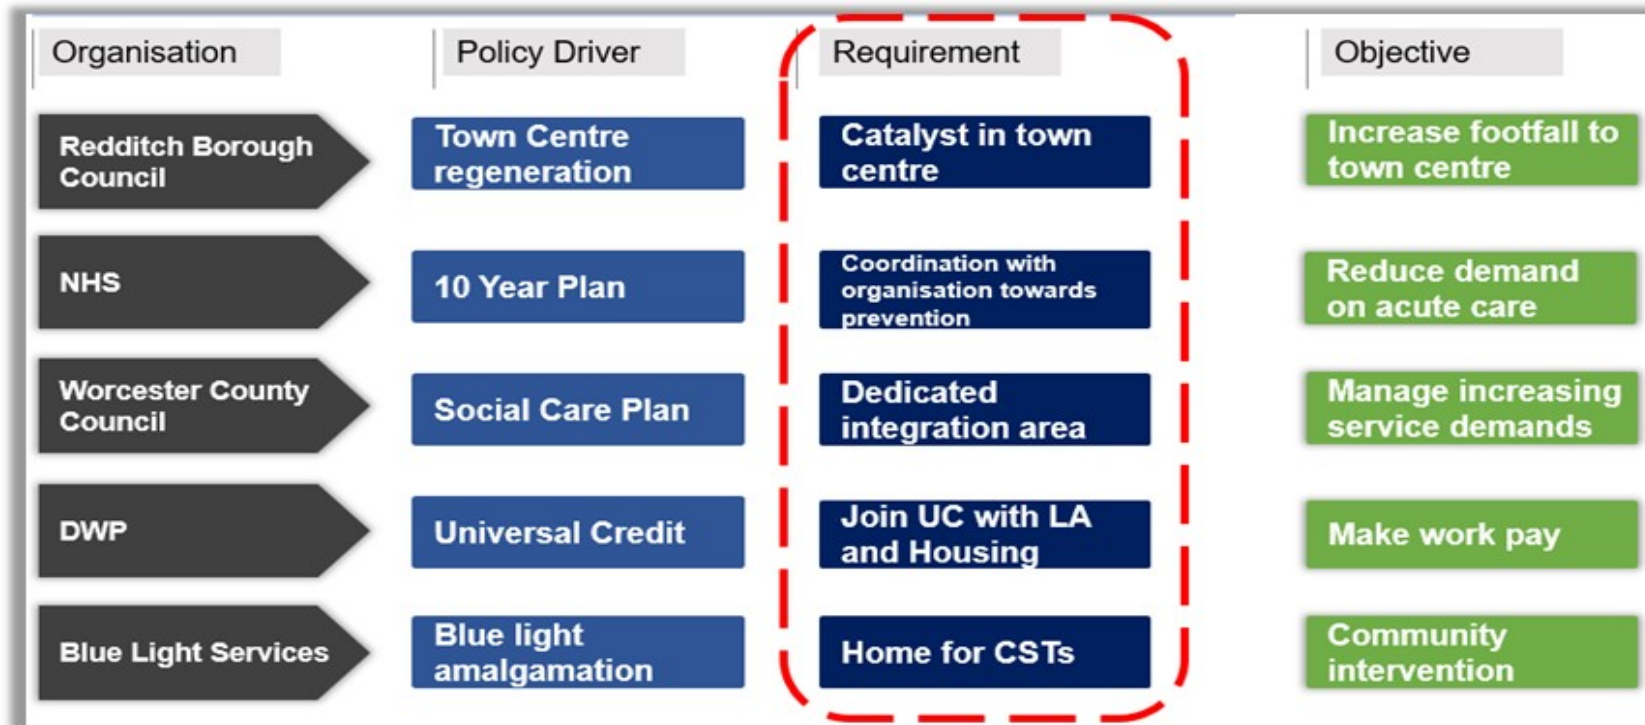 Organisation
Policy Driver
Requirement
Objective
Redditch Borough
Council
Town Centre
regeneration
Catalyst in town
centre
Increase footfall to
town centre
NHS
10 Year Plan
Coordination with
organisation towards
prevention
Reduce demand
on acute care
Worcester County
Council
Social Care Plan
Dedicated
integration area
Manage increasing
service demands
DWP
Universal Credit
Join UC with LA
and Housing
Make work pay
Blue Light Services
Blue light
amalgamation
Home for CSTs
Community
intervention